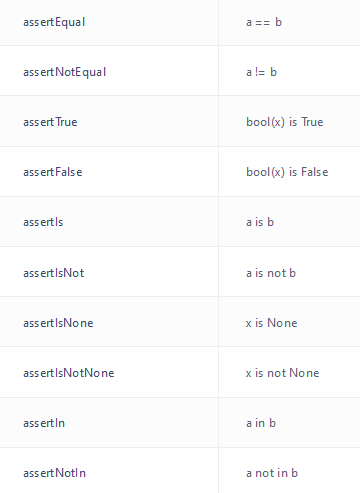 assertEqual a == b
assertNotEqual a != b
assertTrue bool(x) is True
assertFalse bool(x) is False
assertIs a is b
assertIsNot a is not b
assertIsNone x is None
assertIsNotNone x is not None
assertIn a in b
assertNotIn a not in b